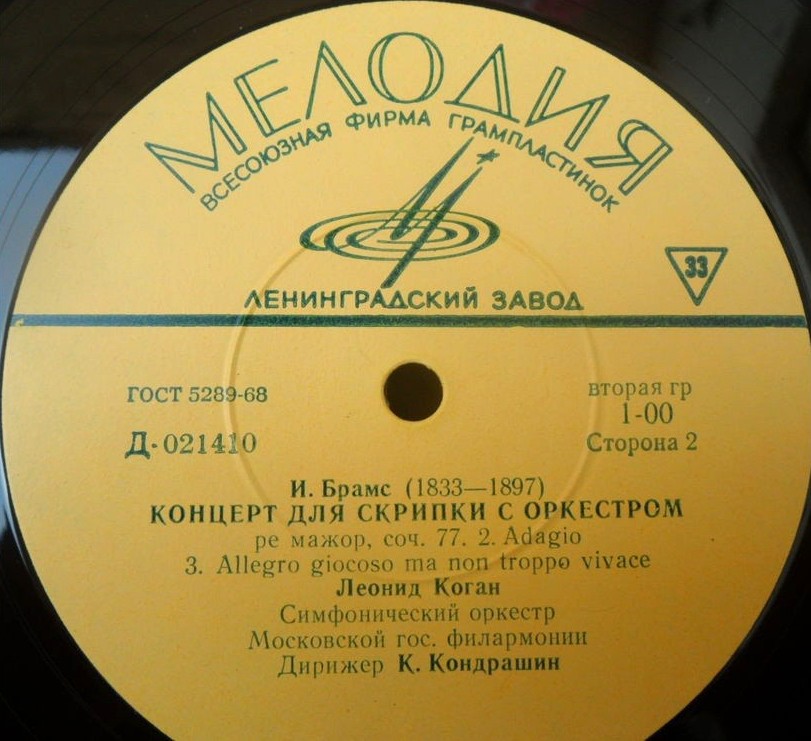 МЕЛОДИЯ
ВСЕСОЮЗНАЯ ФИРМА ГРАМПЛАСТИНОК
33
ЛЕНИНГРАДСКИЙ ЗАВОД
ГОСТ 5289-68
вторая гр
1-00
Д-021410
Сторона 2
И. Брамс (1833—1897)
КОНЦЕРТ ДЛЯ СКРИПКИ С ОРКЕСТРОМ
ре мажор, соч. 77. 2. Adagio
3. Allegro giocoso ma non troppo vivace
Леонид Коган
Симфонический оркестр
Московской гос. филармонии
Дирижер К. Кондрашин